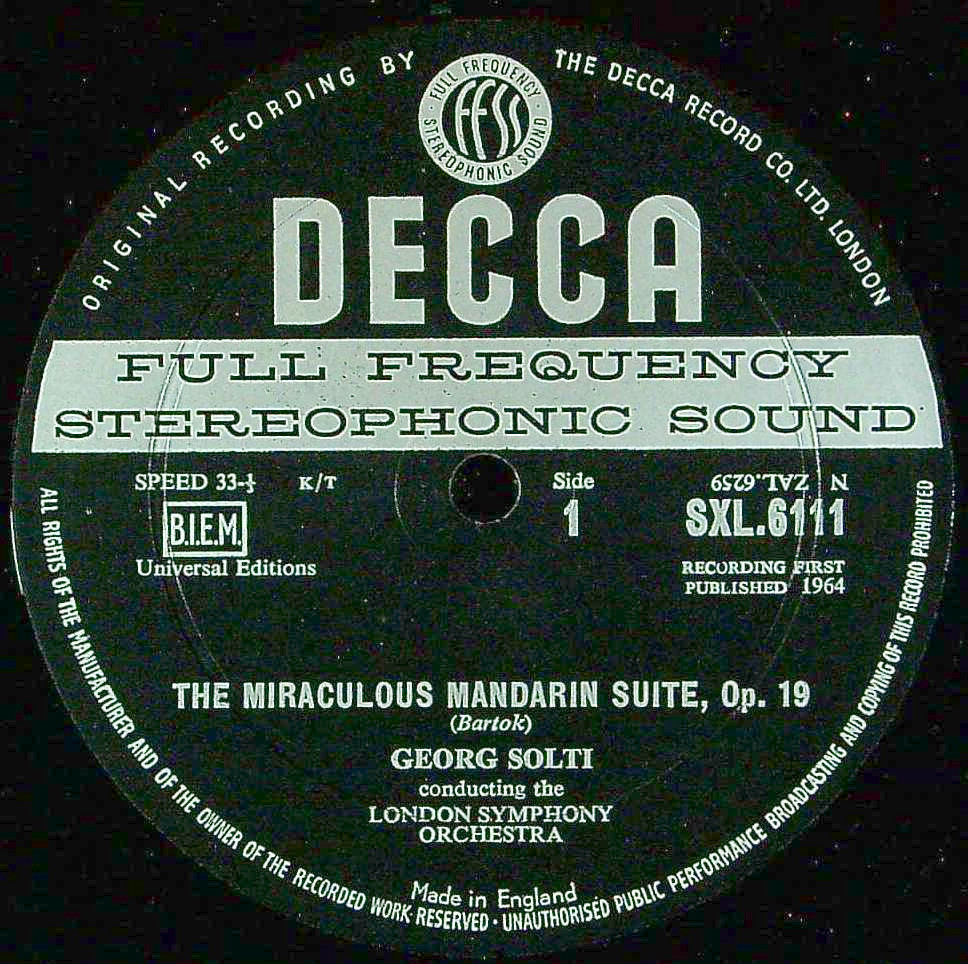 ORIGINAL RECORDING BY
THE DECCA RECORD CO. LTD. LONDON
FULL FREQUENCY
STEREOPHONIC SOUND
FFSS
DECCA
FULL FREQUENCY
STEREOPHONIC SOUND
SPEED 33-⅓ K/T
B.I.E.M.
Universal Editions
Side
1
ZAL.6259 N
SXL.6111
RECORDING FIRST
PUBLISHED 1964
THE MIRACULOUS MANDARIN SUITE, Op. 19
(Bartok)
GEORG SOLTI
conducting the
LONDON SYMPHONY
ORCHESTRA
Made in England
ALL RIGHTS OF THE MANUFACTURER AND OF THE OWNER OF THE RECORDED WORK RESERVED · UNAUTHORISED PUBLIC PERFORMANCE BROADCASTING AND COPYING OF THIS RECORD PROHIBITED